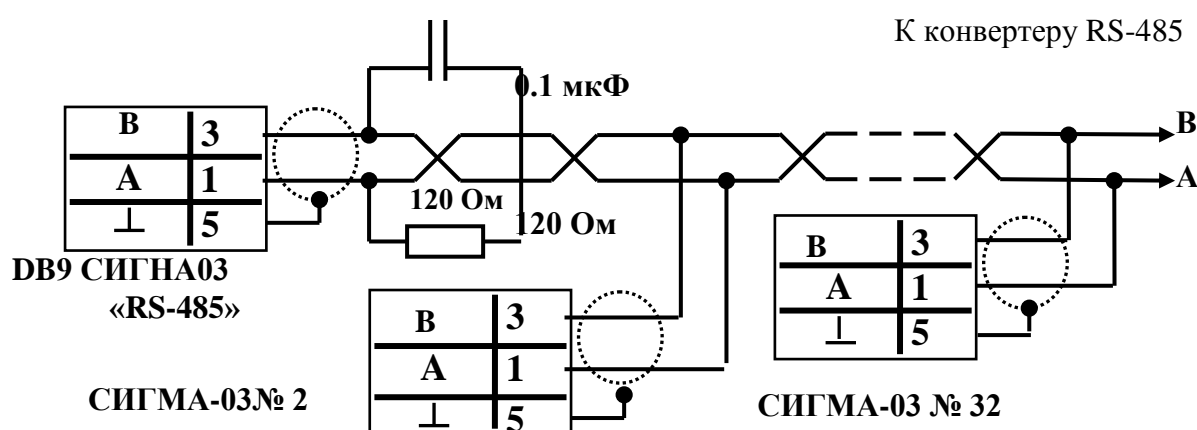 К конвертеру RS-485
0.1 мкФ
B 3
A 1
⊥ 5
B
A
120 Ом
120 Ом
DB9 СИГНА03
«RS-485»
B 3
A 1
⊥ 5
B 3
A 1
⊥ 5
СИГМА-03№ 2
СИГМА-03 № 32